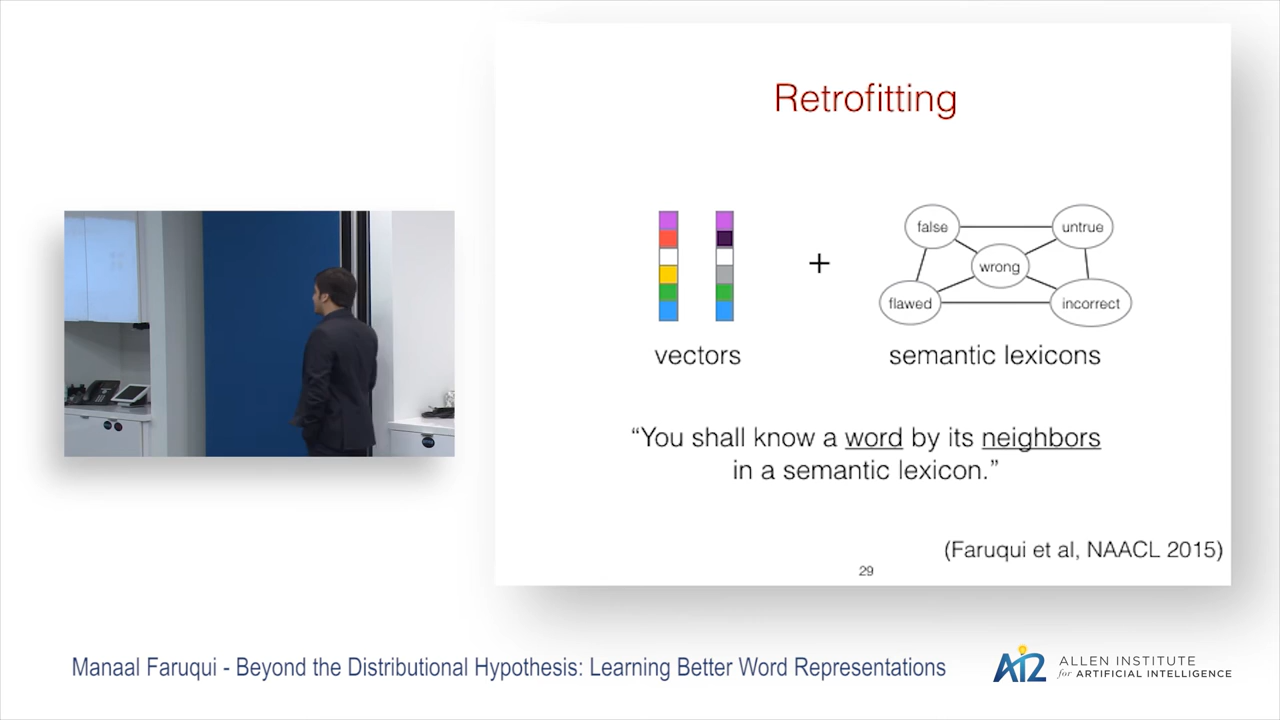 Retrofitting
false
untrue
wrong
flawed
incorrect
+
vectors
semantic lexicons
“You shall know a word by its neighbors
in a semantic lexicon.”
(Faruqui et al, NAACL 2015)
29
Manaal Faruqui - Beyond the Distributional Hypothesis: Learning Better Word Representations
AI2
ALLEN INSTITUTE
for ARTIFICIAL INTELLIGENCE